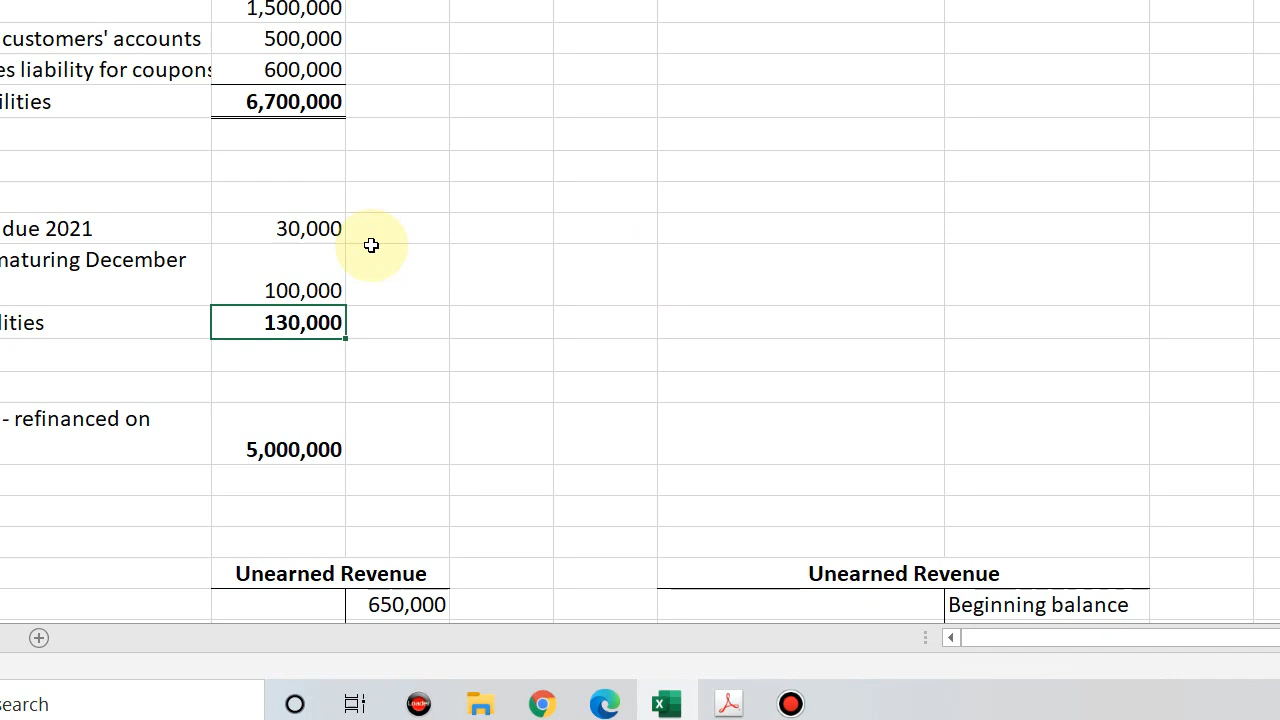 1,500,000
customers' accounts 500,000
es liability for coupons 600,000
ilities 6,700,000
due 2021 30,000
maturing December
100,000
lities 130,000
- refinanced on
5,000,000
Unearned Revenue Unearned Revenue
650,000 Beginning balance
search
Loader